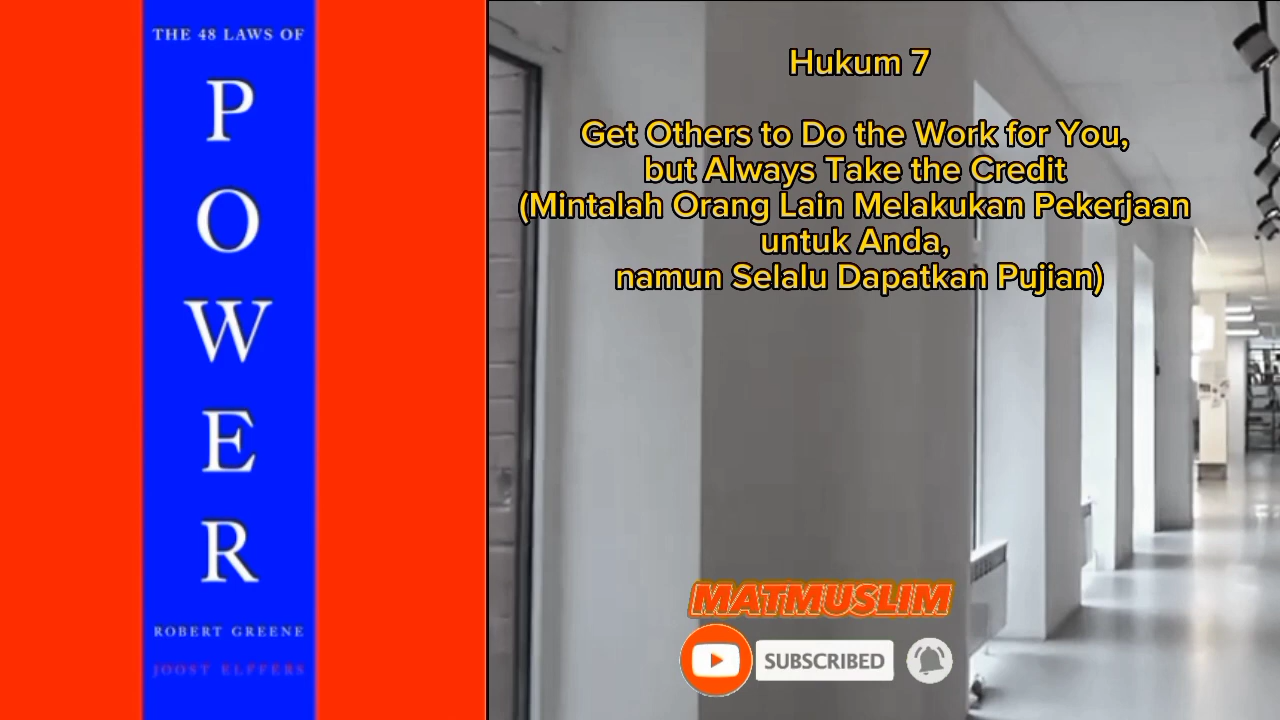 THE 48 LAWS OF
P
O
W
E
R
ROBERT GREENE
JOOST ELFFERS
Hukum 7
Get Others to Do the Work for You,
but Always Take the Credit
(Mintalah Orang Lain Melakukan Pekerjaan
untuk Anda,
namun Selalu Dapatkan Pujian)
MATMUSLIM
SUBSCRIBED